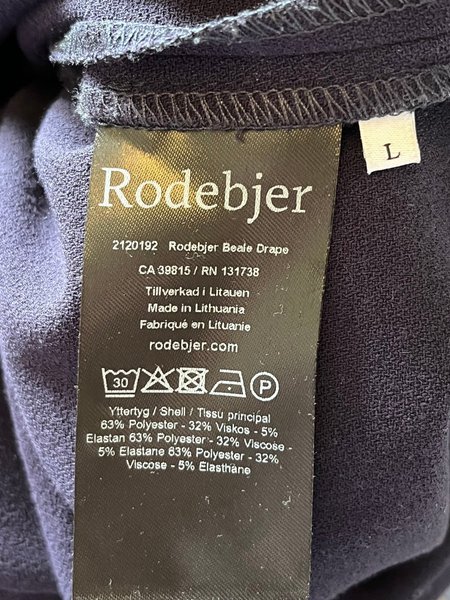 L
Rodebjer
2120192 Rodebjer Beale Drape
CA 39815 / RN 131738
Tillverkad i Litauen
Made in Lithuania
Fabriqué en Lituanie
rodebjer.com
30 P
Yttertyg / Shell / Tissu principal
63% Polyester - 32% Viskos - 5%
Elastan 63% Polyester - 32% Viscose -
5% Elastane 63% Polyester - 32%
Viscose - 5% Elasthane